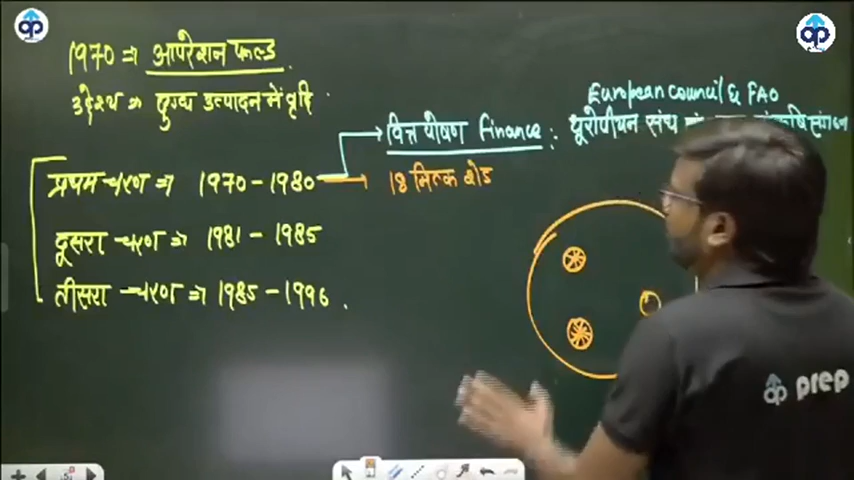 1970 ⇒ आपरेशन फ्लड
उद्देश्य ⇒ दुग्ध उत्पादन में वृद्धि
European council & FAO
वित्त पोषण finance : यूरोपीयन संघ
प्रथम चरण ⇒ 1970 - 1980
18 मिल्क शेड
दूसरा चरण ⇒ 1981 - 1985
तीसरा चरण ⇒ 1985 - 1996 .
prep